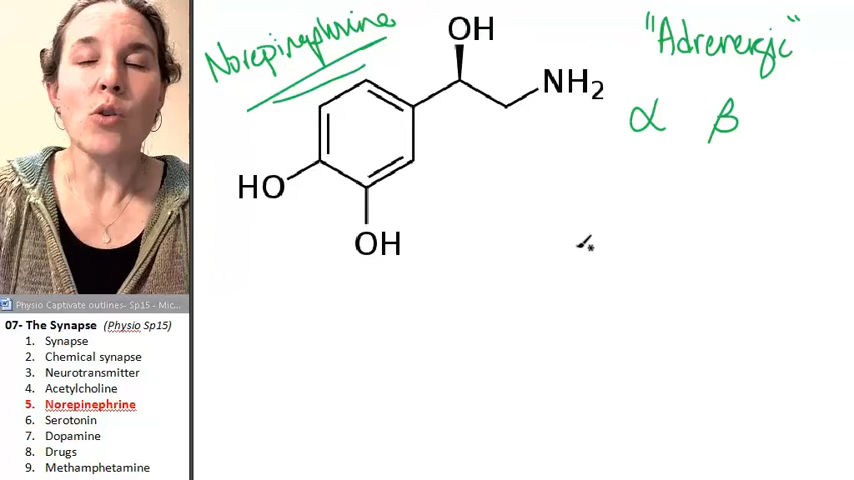 Norepinephrine
OH
"Adrenergic"
NH2
α β
HO
OH
Physio Captivate outlines- Sp15 - Mic...
07- The Synapse (Physio Sp15)
1. Synapse
2. Chemical synapse
3. Neurotransmitter
4. Acetylcholine
5. Norepinephrine
6. Serotonin
7. Dopamine
8. Drugs
9. Methamphetamine